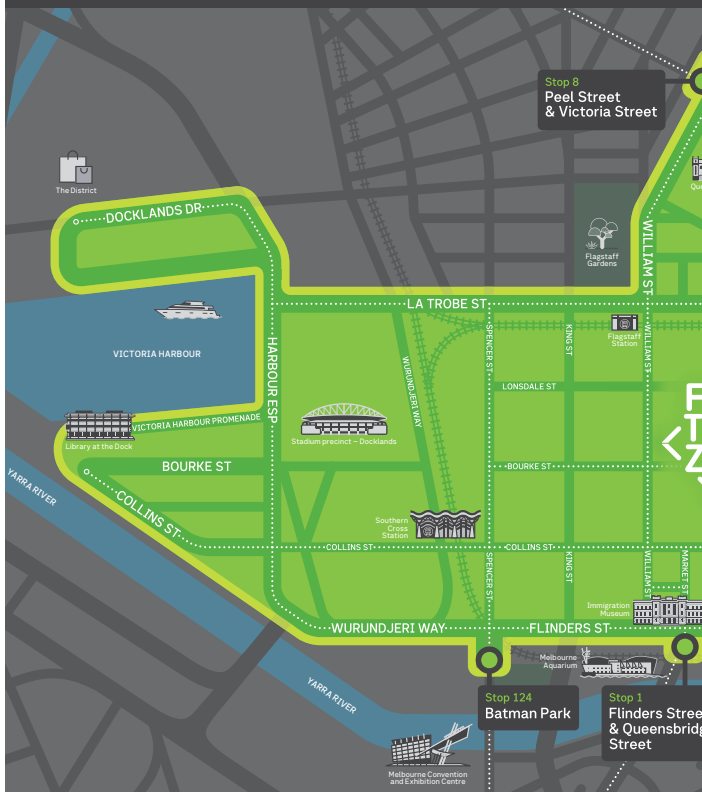 Stop 8
Peel Street
& Victoria Street
The District
DOCKLANDS DR
Flagstaff
Gardens
WILLIAM ST
LA TROBE ST
Flagstaff
Station
SPENCER ST
KING ST
WILLIAM ST
VICTORIA HARBOUR
HARBOUR ESP
WURUNDJERI WAY
LONSDALE ST
F
T
Z
VICTORIA HARBOUR PROMENADE
Library at the Dock
Stadium precinct – Docklands
BOURKE ST
BOURKE ST
YARRA RIVER
COLLINS ST
Southern
Cross
Station
COLLINS ST
COLLINS ST
SPENCER ST
KING ST
WILLIAM ST
MARKET ST
Immigration
Museum
WURUNDJERI WAY
FLINDERS ST
Melbourne
Aquarium
YARRA RIVER
Stop 124
Batman Park
Stop 1
Flinders Stree
& Queensbridg
Street
Melbourne Convention
and Exhibition Centre